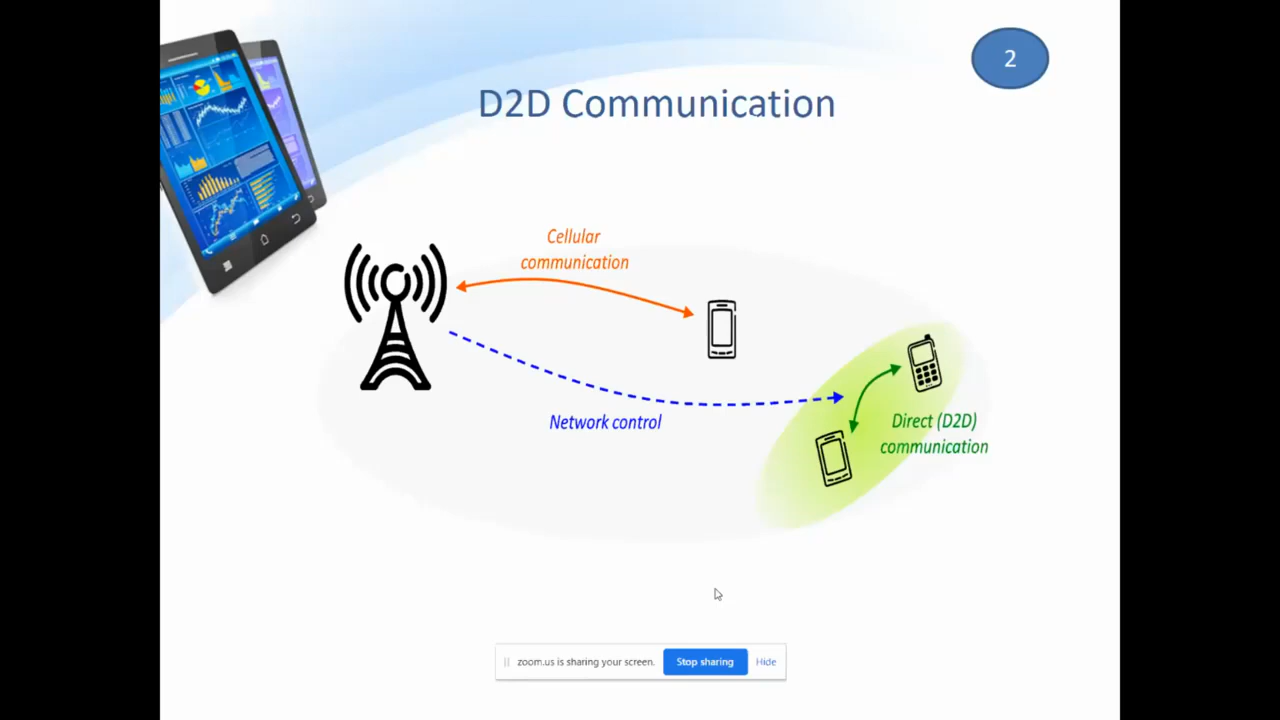 2
D2D Communication
Cellular
communication
Network control
Direct (D2D)
communication
zoom.us is sharing your screen.
Stop sharing
Hide